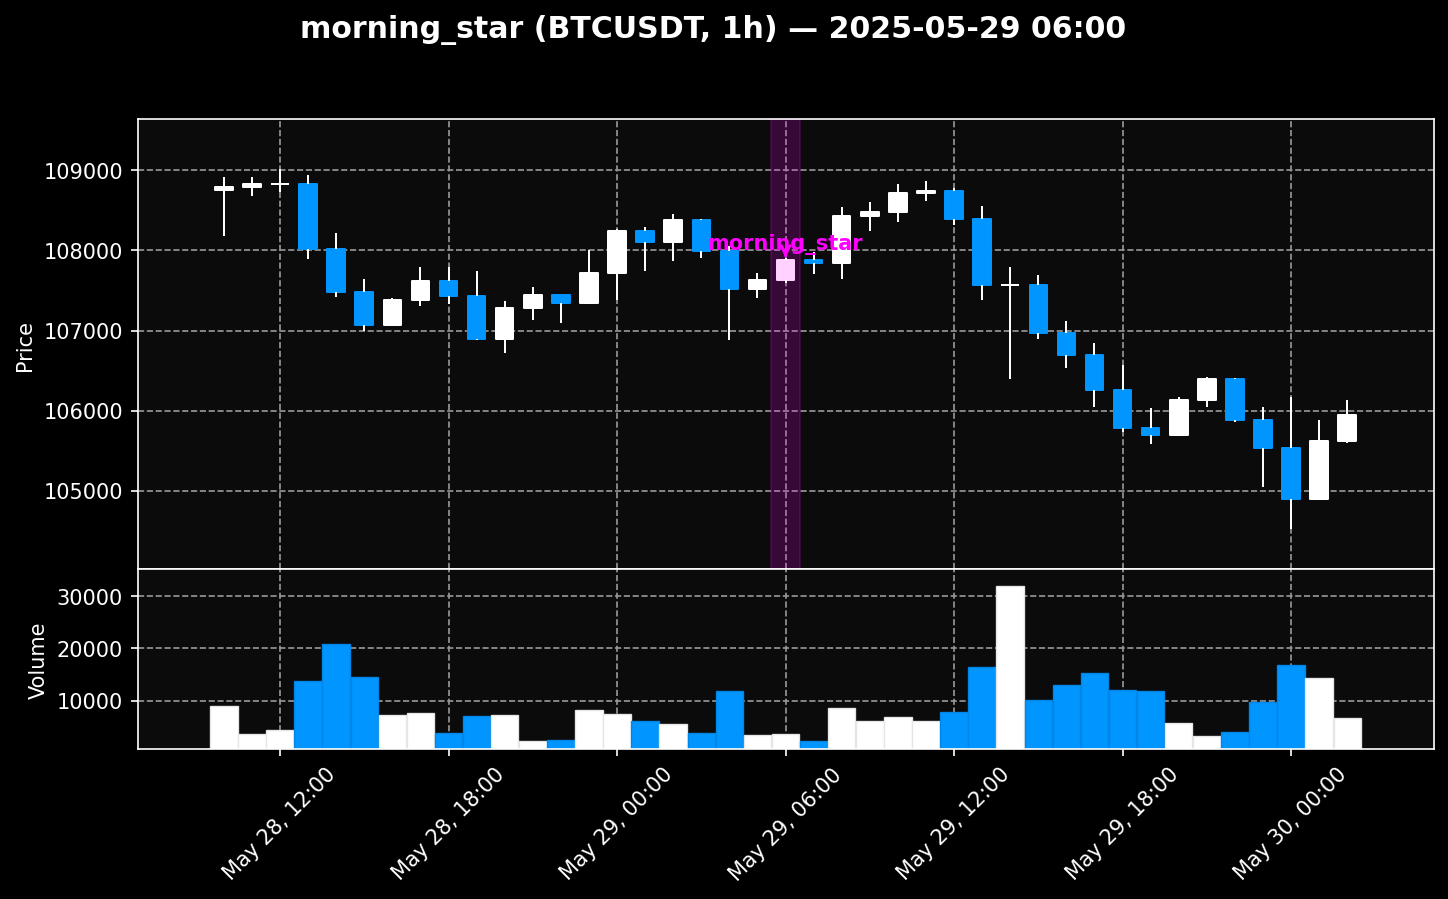 morning_star (BTCUSDT, 1h) — 2025-05-29 06:00
109000
108000
107000
106000
105000
Price
morning_star
30000
20000
10000
Volume
May 28, 12:00
May 28, 18:00
May 29, 00:00
May 29, 06:00
May 29, 12:00
May 29, 18:00
May 30, 00:00